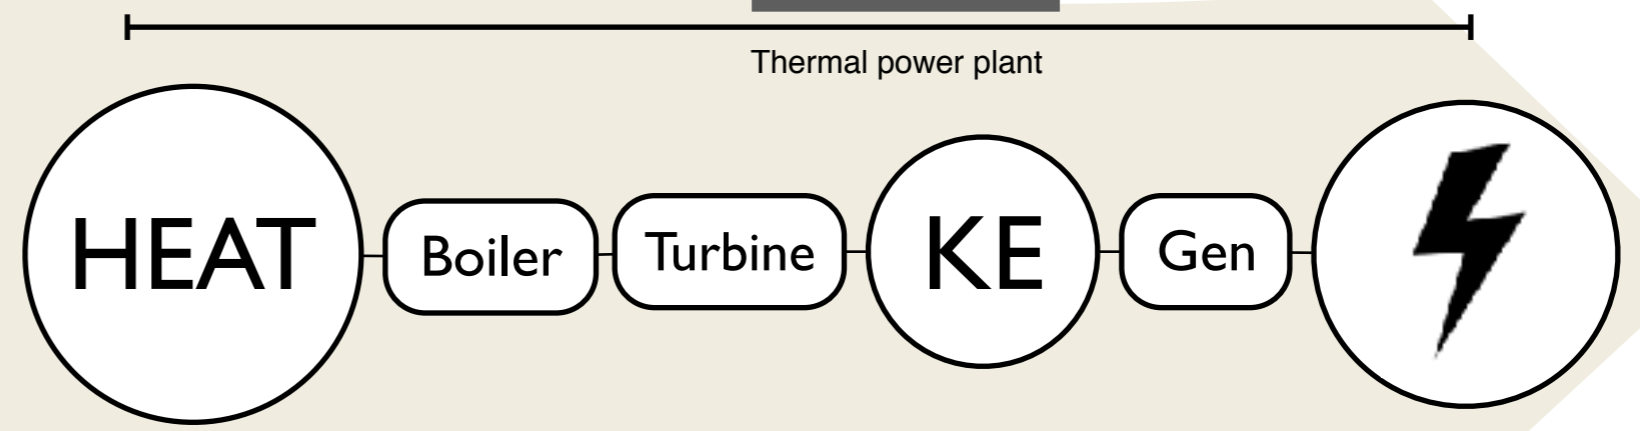 Thermal power plant
HEAT
Boiler
Turbine
KE
Gen